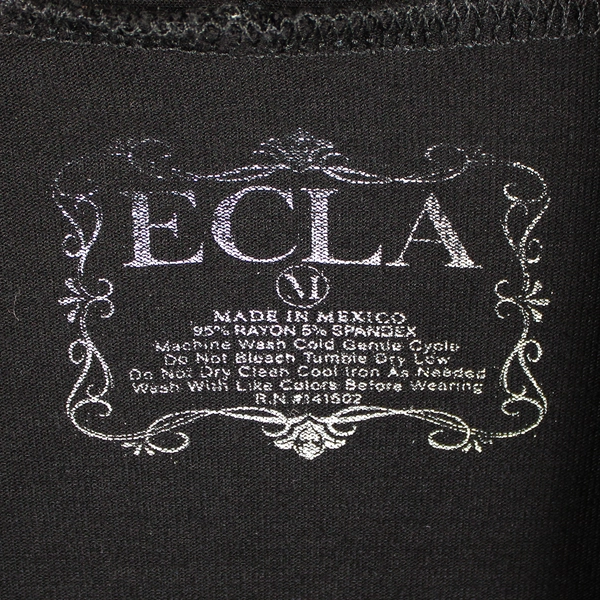 ECLA
M
MADE IN MEXICO
95% RAYON 5% SPANDEX
Machine Wash Cold Gentle Cycle
Do Not Bleach Tumble Dry Low
Do Not Dry Clean Cool Iron As Needed
Wash With Like Colors Before Wearing
R.N.#141502